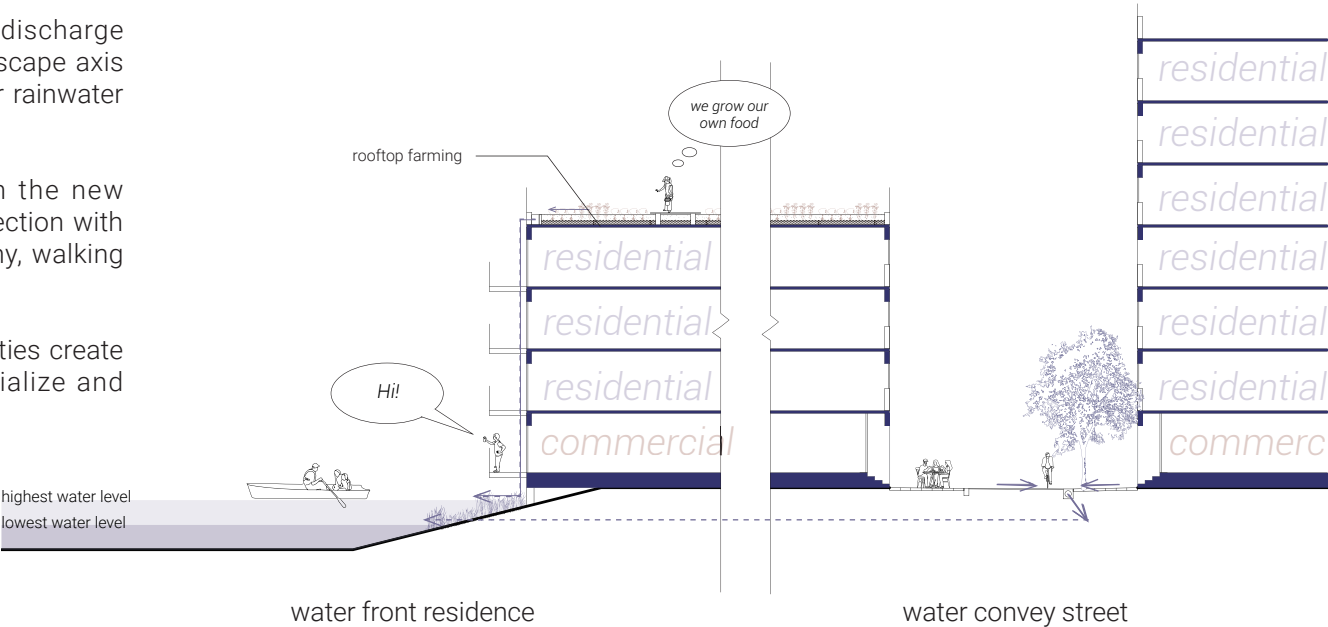 discharge
scape axis
r rainwater
n the new
ection with
ny, walking
ties create
ialize and
we grow our
own food
rooftop farming
Hi!
residential
residential
residential
commercial
residential
residential
residential
residential
residential
residential
commerc
highest water level
lowest water level
water front residence
water convey street